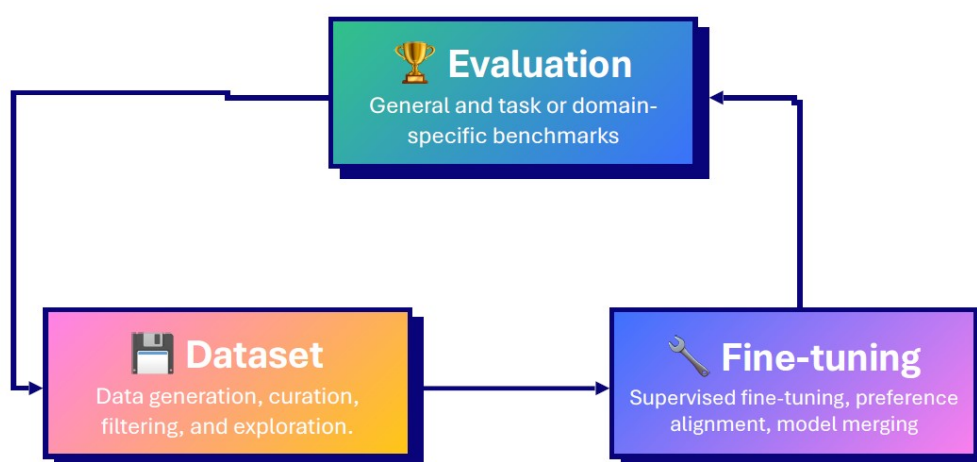 🏆 Evaluation
General and task or domain-
specific benchmarks
💾 Dataset
Data generation, curation,
filtering, and exploration.
🔧 Fine-tuning
Supervised fine-tuning, preference
alignment, model merging